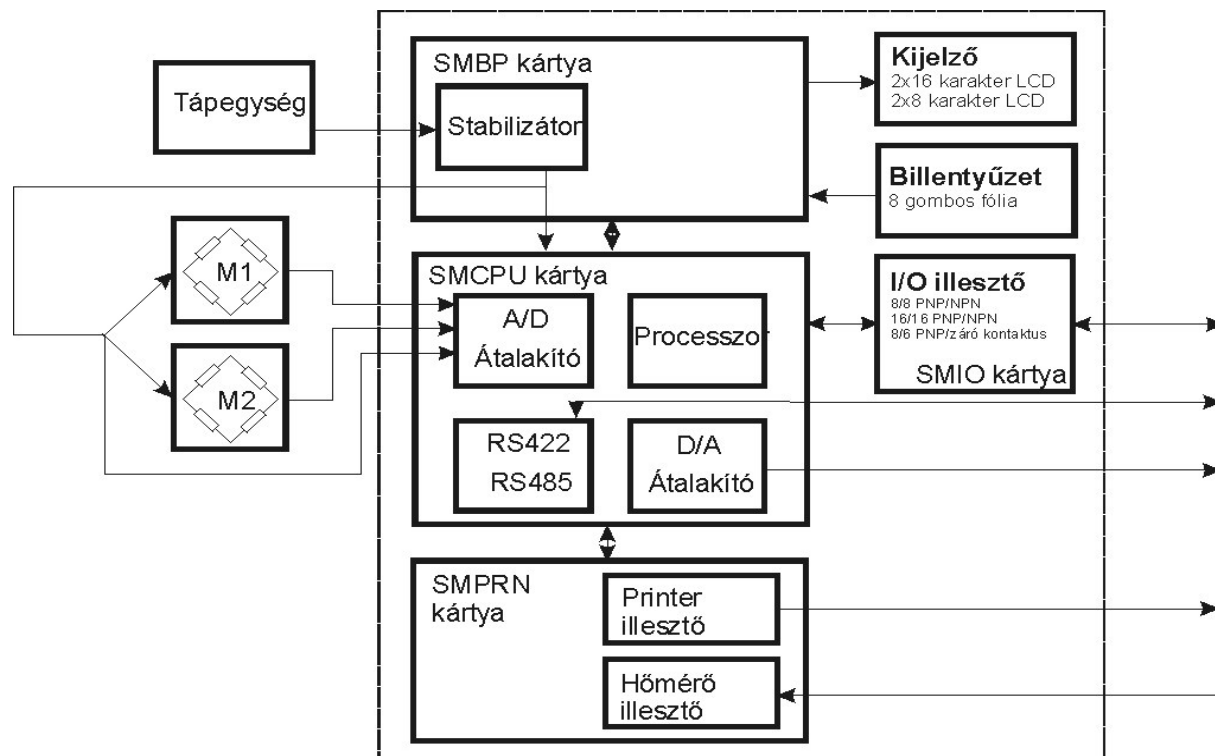 SMBP kártya
Tápegység
Stabilizátor
Kijelző
2x16 karakter LCD
2x8 karakter LCD
Billentyűzet
8 gombos fólia
M1
M2
SMCPU kártya
A/D
Átalakító
Processzor
I/O illesztő
8/8 PNP/NPN
16/16 PNP/NPN
8/6 PNP/záró kontaktus
SMIO kártya
RS422
RS485
D/A
Átalakító
SMPRN
kártya
Printer
illesztő
Hőmérő
illesztő